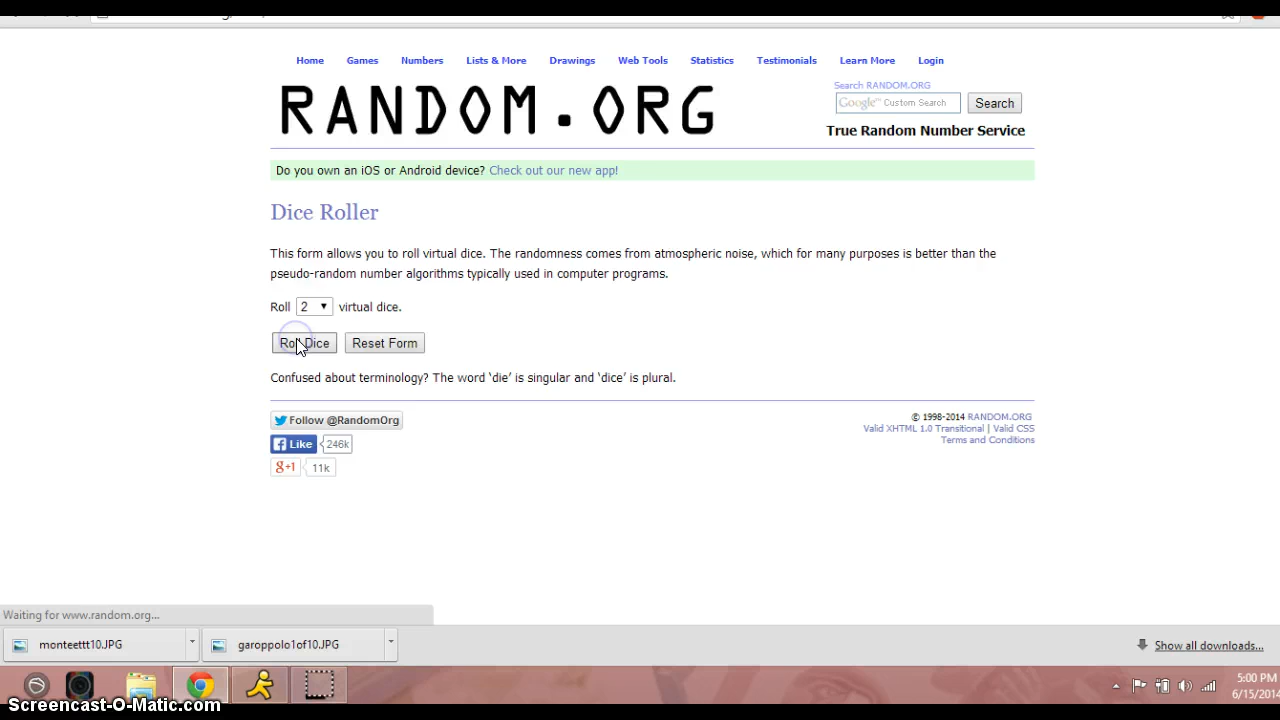 Home Games Numbers Lists & More Drawings Web Tools Statistics Testimonials Learn More Login
RANDOM.ORG
Search RANDOM.ORG
Google™ Custom Search Search
True Random Number Service
Do you own an iOS or Android device? Check out our new app!
Dice Roller
This form allows you to roll virtual dice. The randomness comes from atmospheric noise, which for many purposes is better than the
pseudo-random number algorithms typically used in computer programs.
Roll 2 virtual dice.
Roll Dice Reset Form
Confused about terminology? The word ‘die’ is singular and ‘dice’ is plural.
Follow @RandomOrg
Like 246k
g+1 11k
© 1998-2014 RANDOM.ORG
Valid XHTML 1.0 Transitional | Valid CSS
Terms and Conditions
Waiting for www.random.org...
monteettt10.JPG garoppolo1of10.JPG Show all downloads...
5:00 PM
6/15/2014
Screencast-O-Matic.com